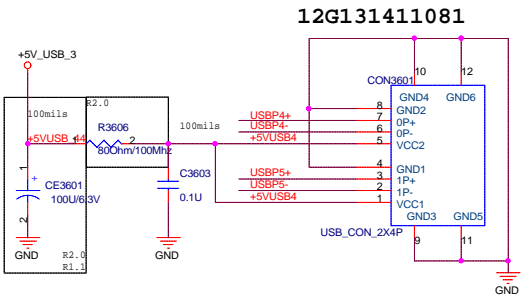 12G131411081
+5V_USB_3
R2.0
100mils
+5VUSB_44
1
R3606
2
80Ohm/100Mhz
100mils
1
+
CE3601
100U/6.3V
2
GND
R2.0
R1.1
C3603
0.1U
GND
USBP4+
USBP4-
+5VUSB4
USBP5+
USBP5-
+5VUSB4
CON3601
10
12
GND4
GND6
8
GND2
7
0P+
6
0P-
5
VCC2
4
GND1
3
1P+
2
1P-
1
VCC1
GND3
GND5
USB_CON_2X4P
9
11
GND